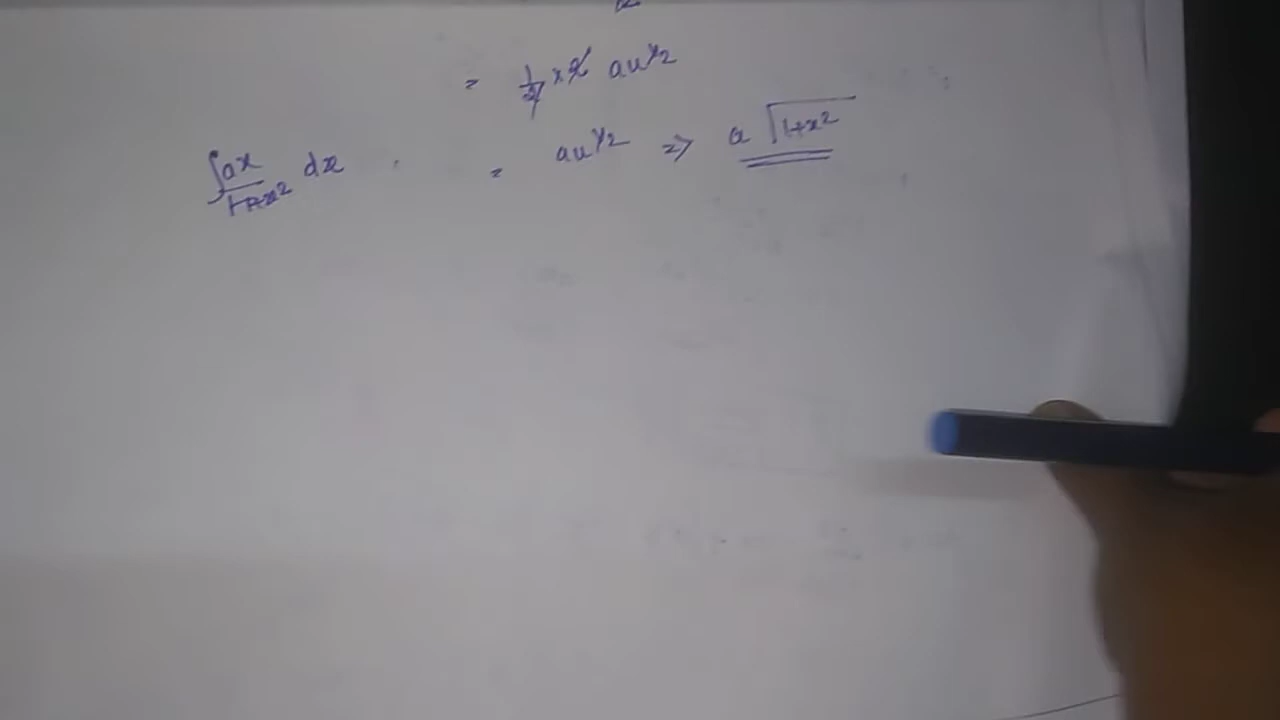 = 1/2 × 2 au^1/2
= au^1/2 => a √1+x²
∫ax/1+x² dx